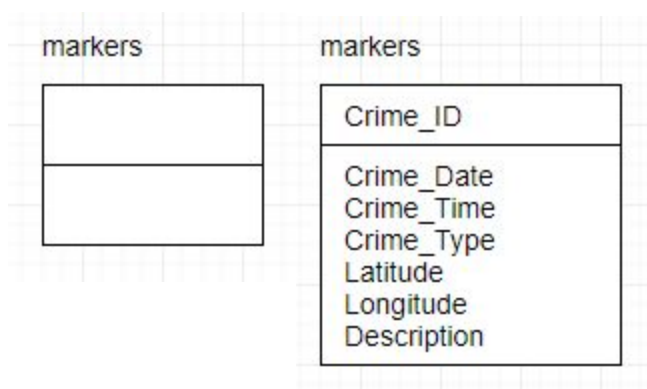 markers
markers
Crime_ID
Crime_Date
Crime_Time
Crime_Type
Latitude
Longitude
Description